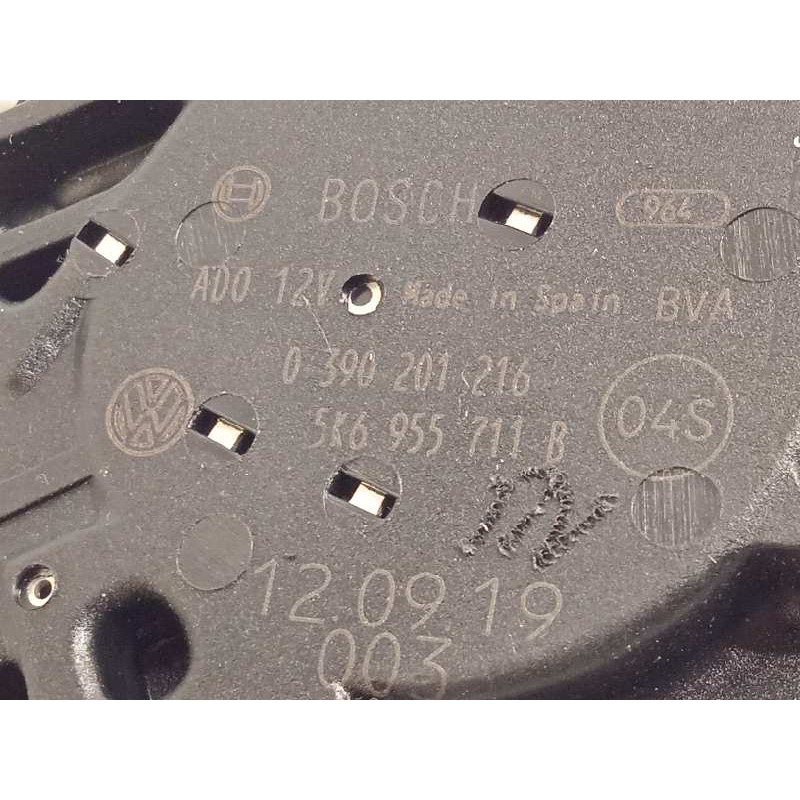 BOSCH
964
AD0 12V
Made in Spain BVA
0 390 201 216
5K6 955 711 B
04S
12.09 19
003